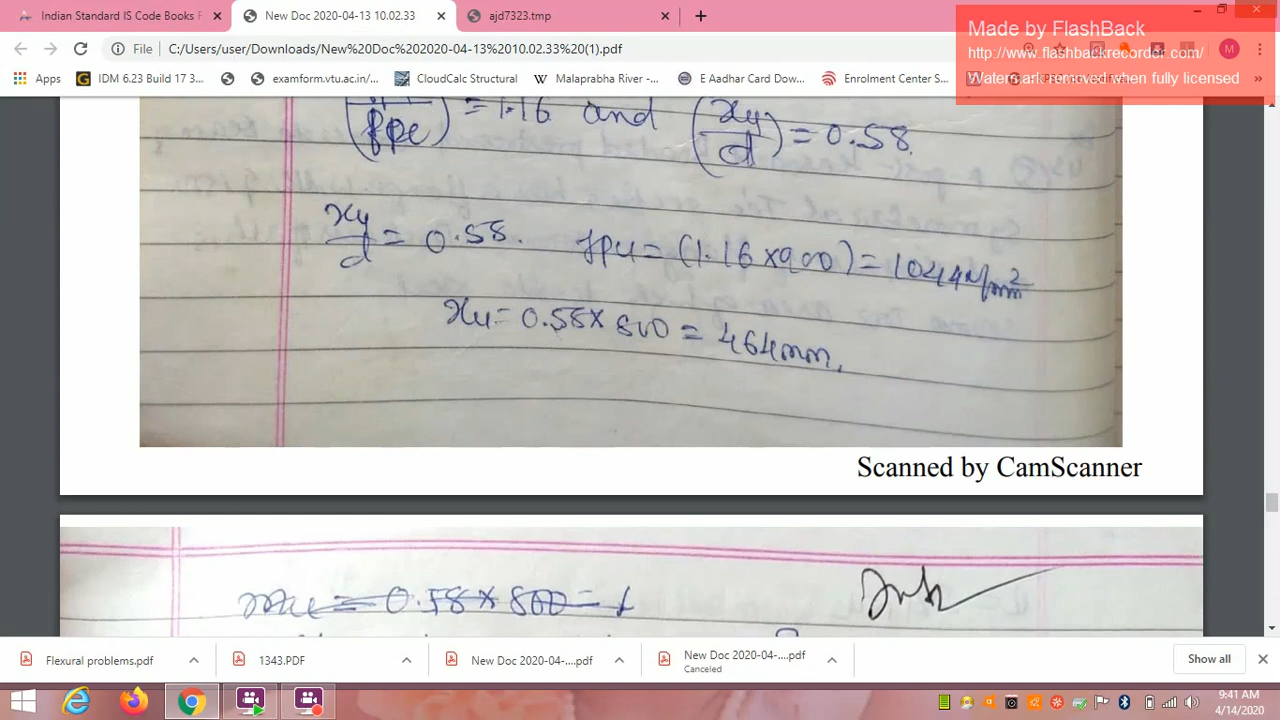 Indian Standard IS Code Books F
New Doc 2020-04-13 10.02.33
ajd7323.tmp
Made by FlashBack
http://www.flashbackrecorder.com/
Watermark removed when fully licensed
File
C:/Users/user/Downloads/New%20Doc%202020-04-13%2010.02.33%20(1).pdf
M
Apps
IDM 6.23 Build 17 3...
examform.vtu.ac.in/...
CloudCalc Structural
Malaprabha River -...
E Aadhar Card Dow...
Enrolment Center S...
(fpe) = 1.16 and (xu/d) = 0.58.
xu/d = 0.58. fpu = (1.16 × 900) = 1044 N/mm²
xu = 0.58 × 800 = 464mm.
Scanned by CamScanner
= 0.58 × 800 =
Flexural problems.pdf
1343.PDF
New Doc 2020-04-....pdf
New Doc 2020-04-....pdf
Canceled
Show all
9:41 AM
4/14/2020